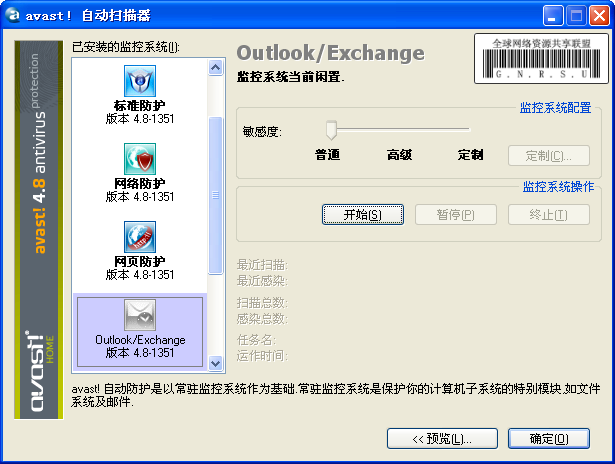 avast! 自动扫描器
已安装的监控系统(I):
标准防护
版本 4.8-1351
网络防护
版本 4.8-1351
网页防护
版本 4.8-1351
Outlook/Exchange
版本 4.8-1351
avast! 4.8 antivirus protection
avast!
HOME
Outlook/Exchange
监控系统当前闲置.
全球网络资源共享联盟
G. N. R. S. U
监控系统配置
敏感度:
普通 高级 定制
定制(C)...
监控系统操作
开始(S) 暂停(P) 终止(T)
最近扫描:
最近感染:
扫描总数:
感染总数:
任务名:
运作时间:
avast! 自动防护是以常驻监控系统作为基础.常驻监控系统是保护你的计算机子系统的特别模块,如文
件系统及邮件.
<< 预览(L)... 确定(O)